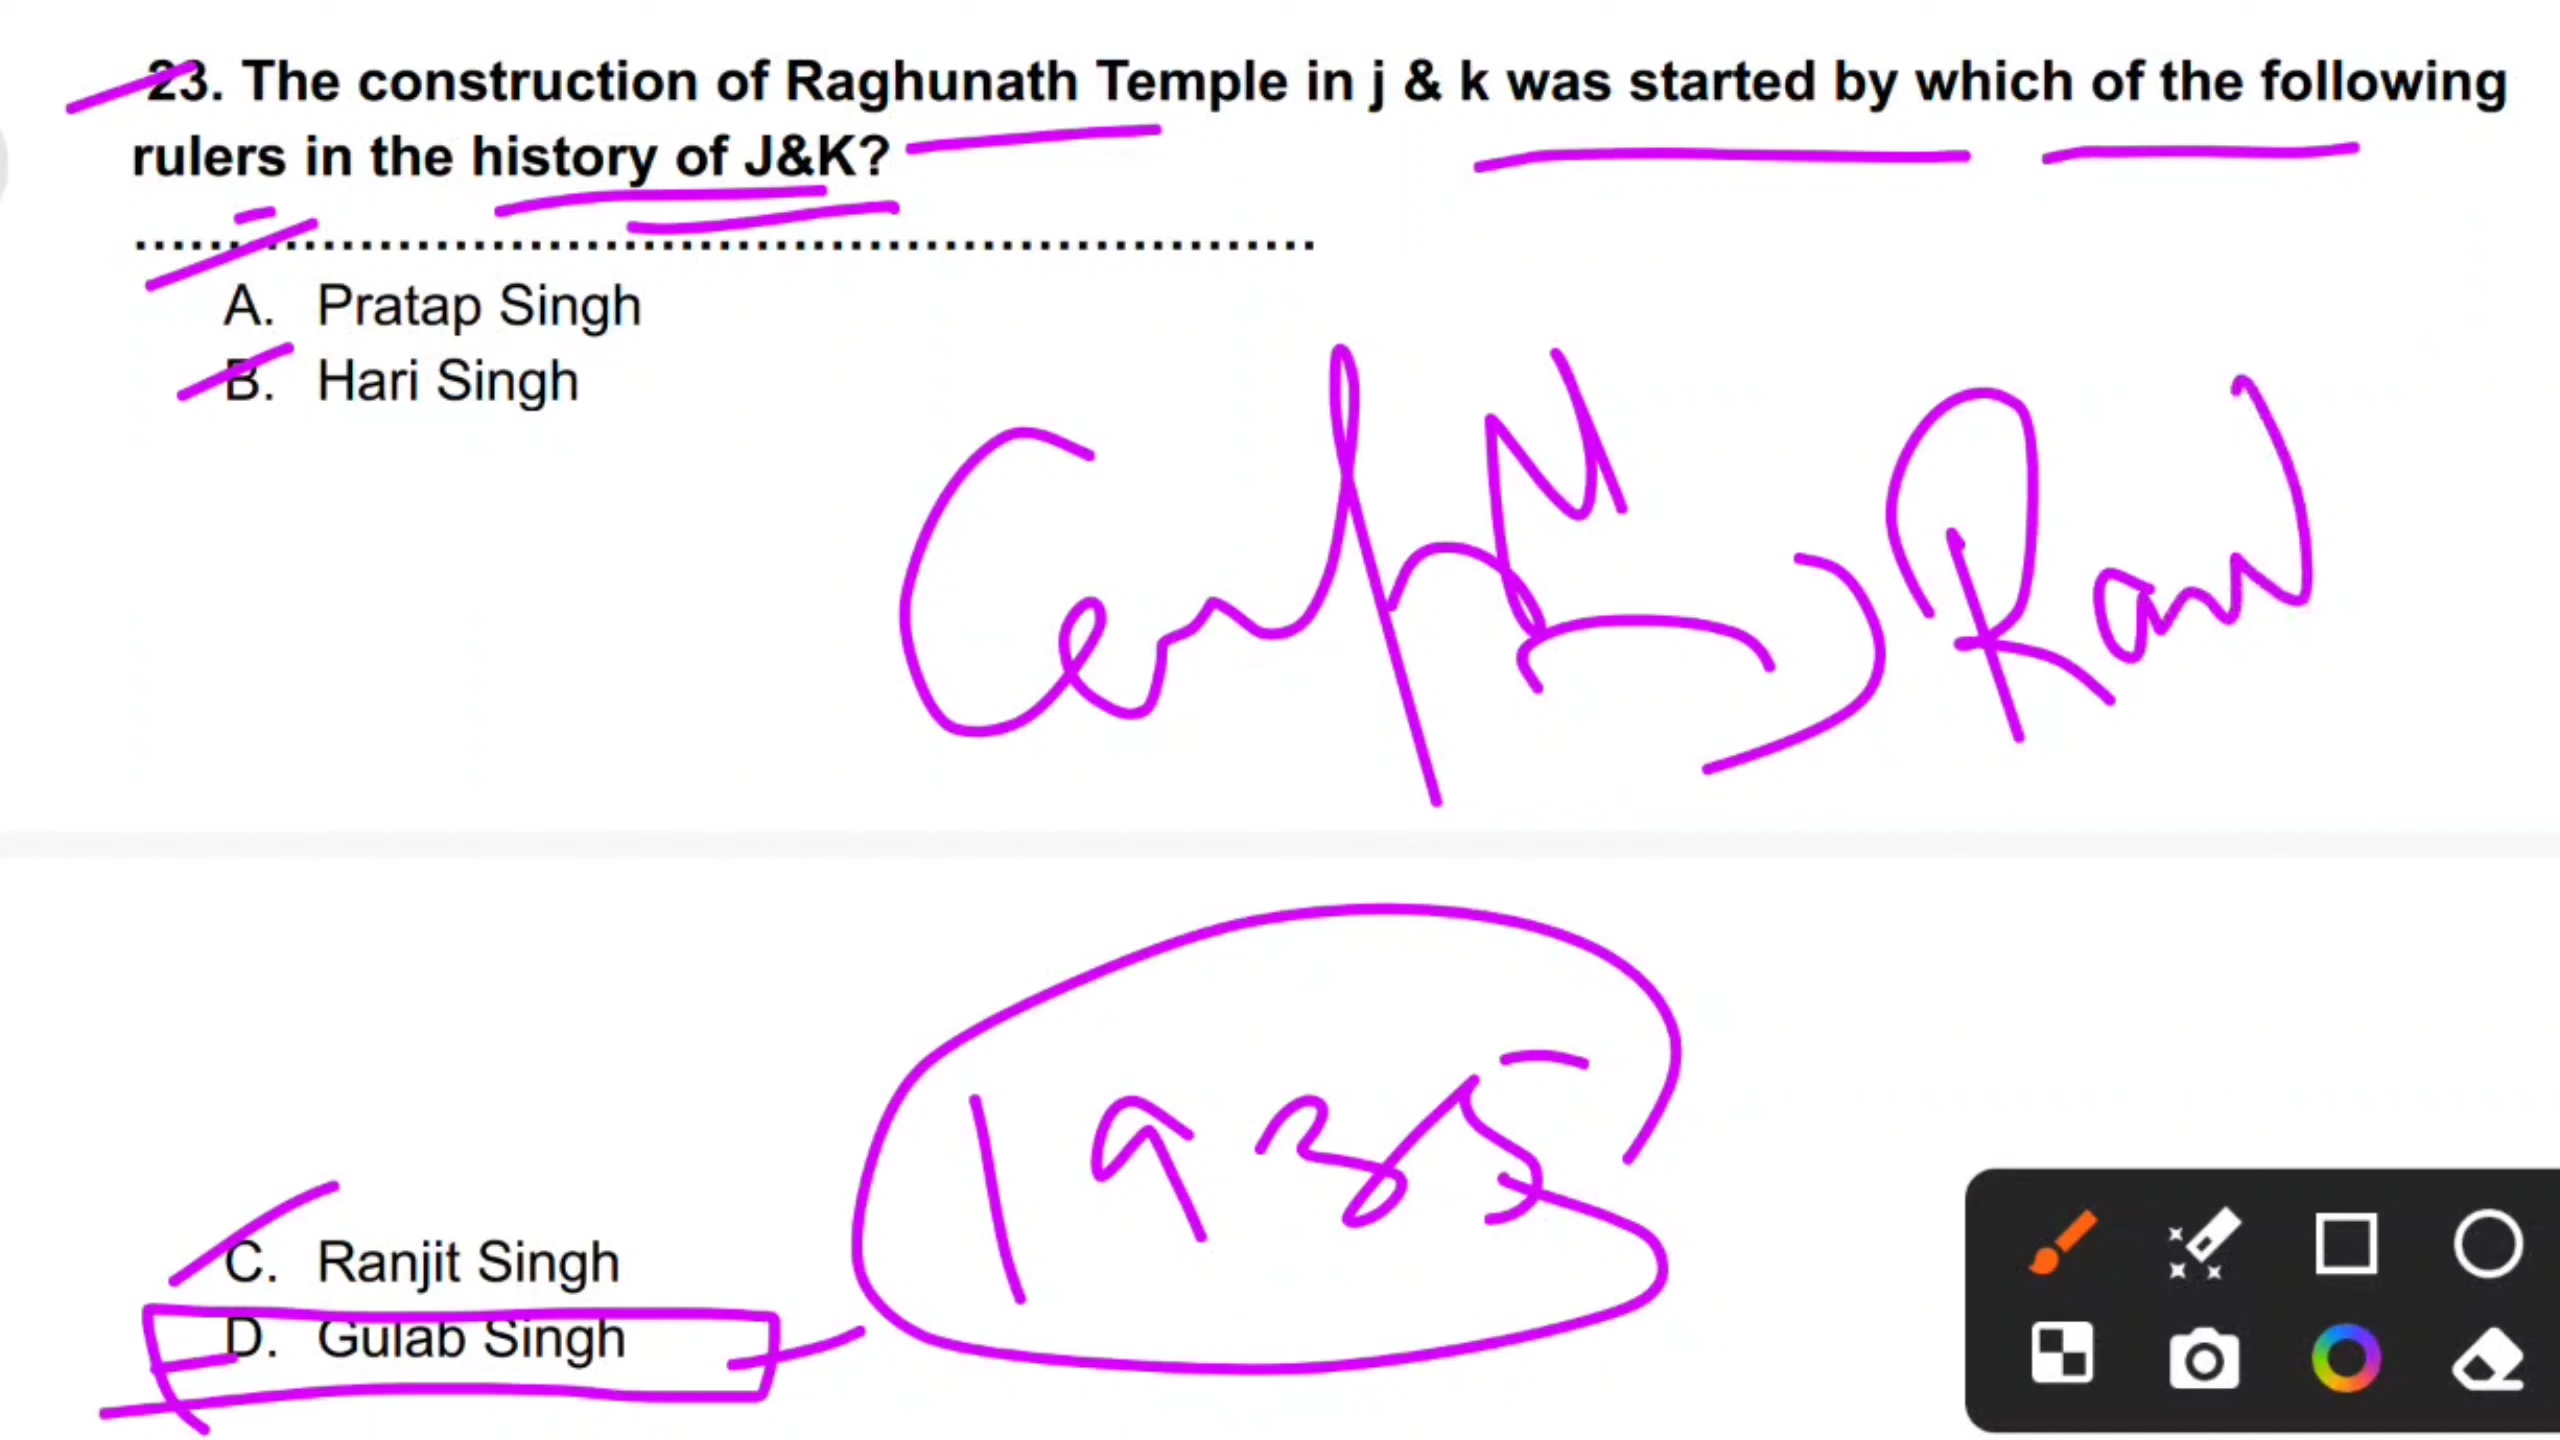 23. The construction of Raghunath Temple in j & k was started by which of the following
rulers in the history of J&K?
................................................................
A. Pratap Singh
B. Hari Singh
C. Ranjit Singh
D. Gulab Singh
1935